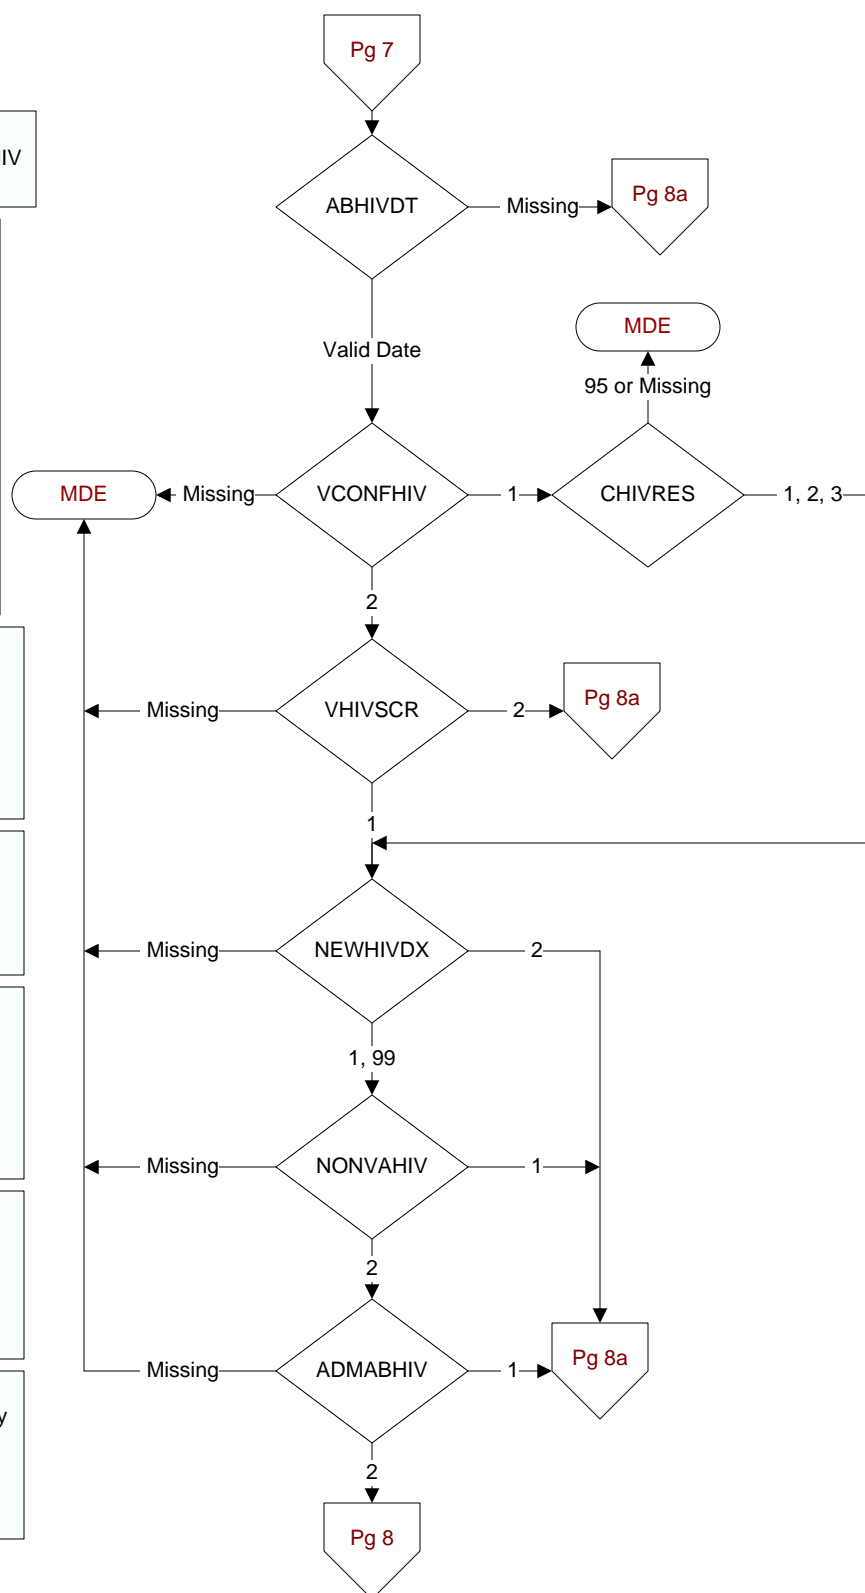 Pg 7
IV
ABHIVDT
Missing
Pg 8a
MDE
Valid Date
95 or Missing
MDE
Missing
VCONFHIV
1
CHIVRES
1, 2, 3
2
Missing
VHIVSCR
2
Pg 8a
1
Missing
NEWHIVDX
2
1, 99
Missing
NONVAHIV
1
2
Missing
ADMABHIV
1
Pg 8a
y
2
Pg 8